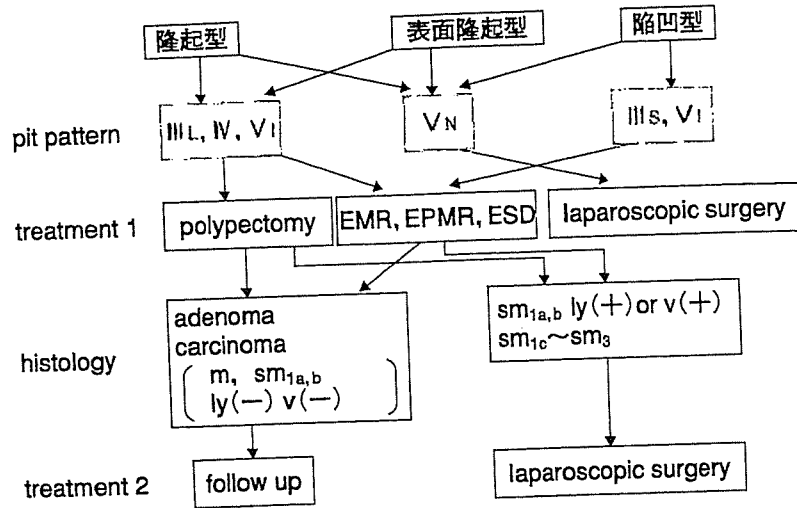 隆起型
表面隆起型
陥凹型
pit pattern
ⅢL, Ⅳ, ⅤI
ⅤN
ⅢS, ⅤI
treatment 1
polypectomy
EMR, EPMR, ESD
laparoscopic surgery
histology
adenoma
carcinoma
( m, sm1a,b
ly(−) v(−) )
sm1a,b ly(+) or v(+)
sm1c〜sm3
treatment 2
follow up
laparoscopic surgery